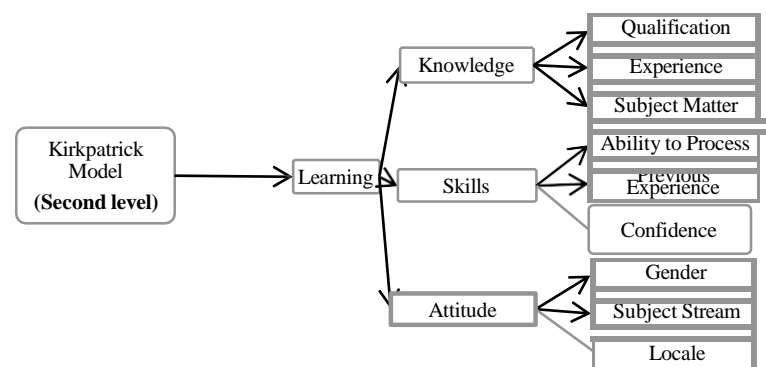 Kirkpatrick
Model
(Second level)
Learning
Knowledge
Qualification
Experience
Subject Matter
Skills
Ability to Process
Previous
Experience
Confidence
Attitude
Gender
Subject Stream
Locale